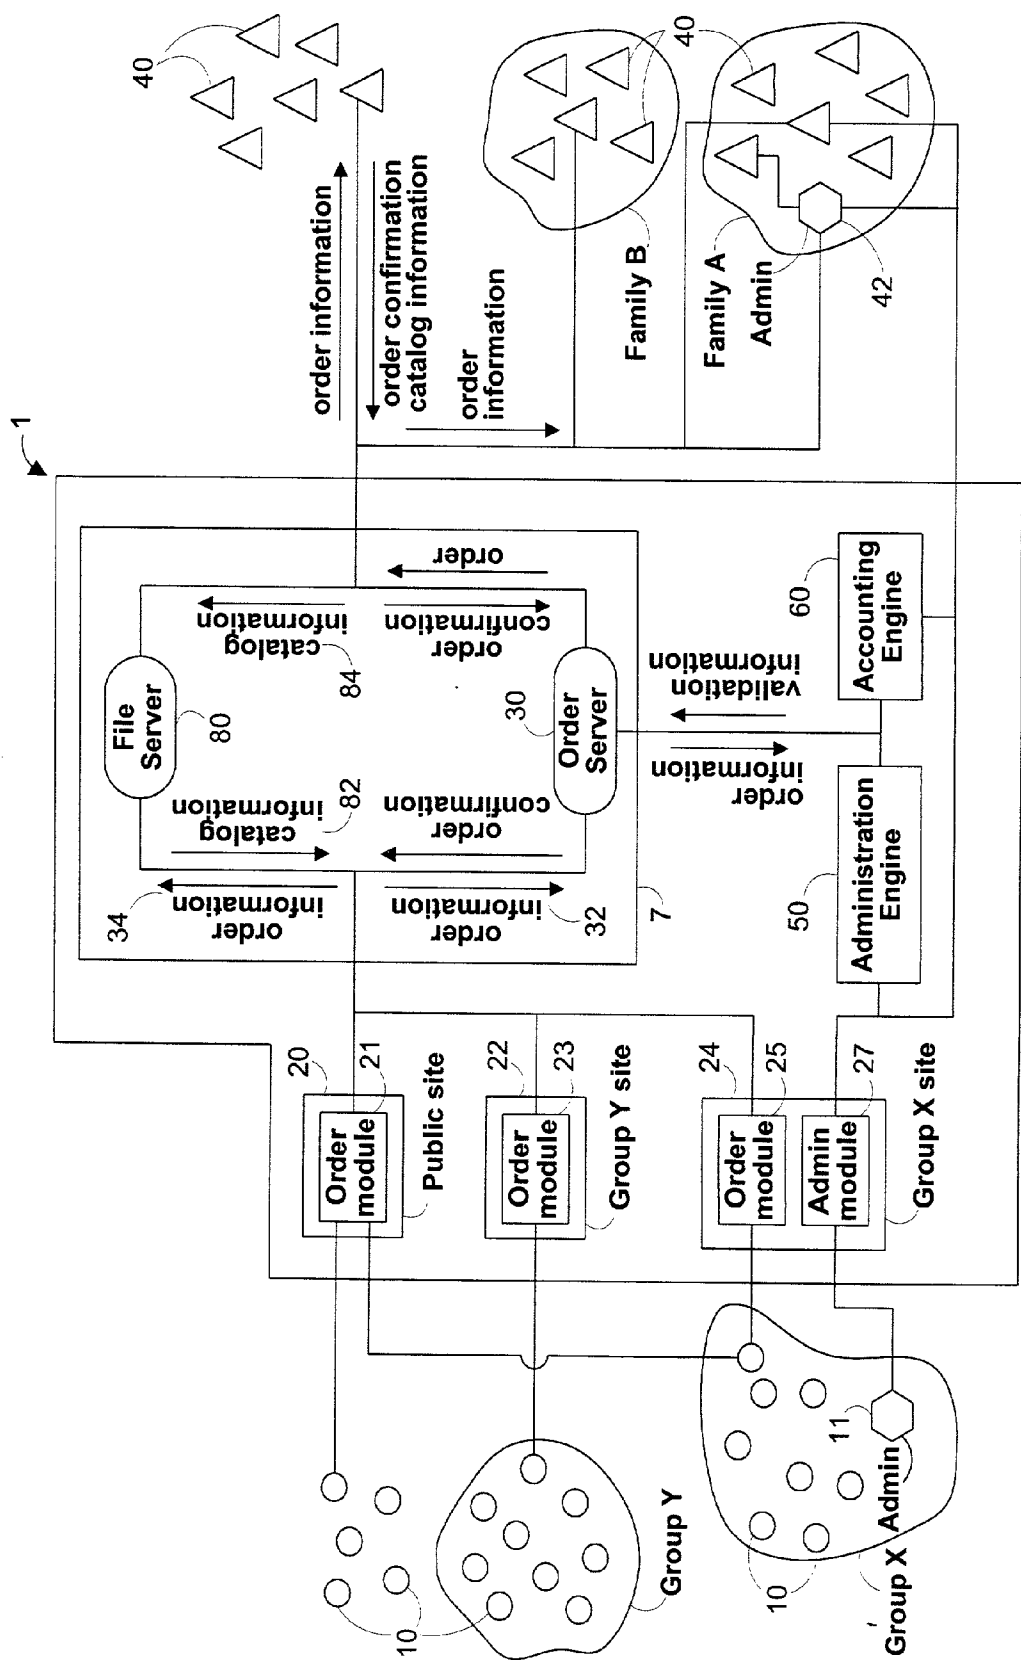 1
40
order information
order confirmation
catalog information
order
information
40
Family B
Family A
Admin
42
File
Server
80
34
order
information
catalog
information
82
84
catalog
information
order
information
32
order
confirmation
order
confirmation
order
30
Order
Server
7
order
information
validation
information
50
Administration
Engine
60
Accounting
Engine
20
21
Order
module
Public site
22
23
Order
module
Group Y site
24
25
Order
module
27
Admin
module
Group X site
10
Group Y
10
11
Admin
Group X